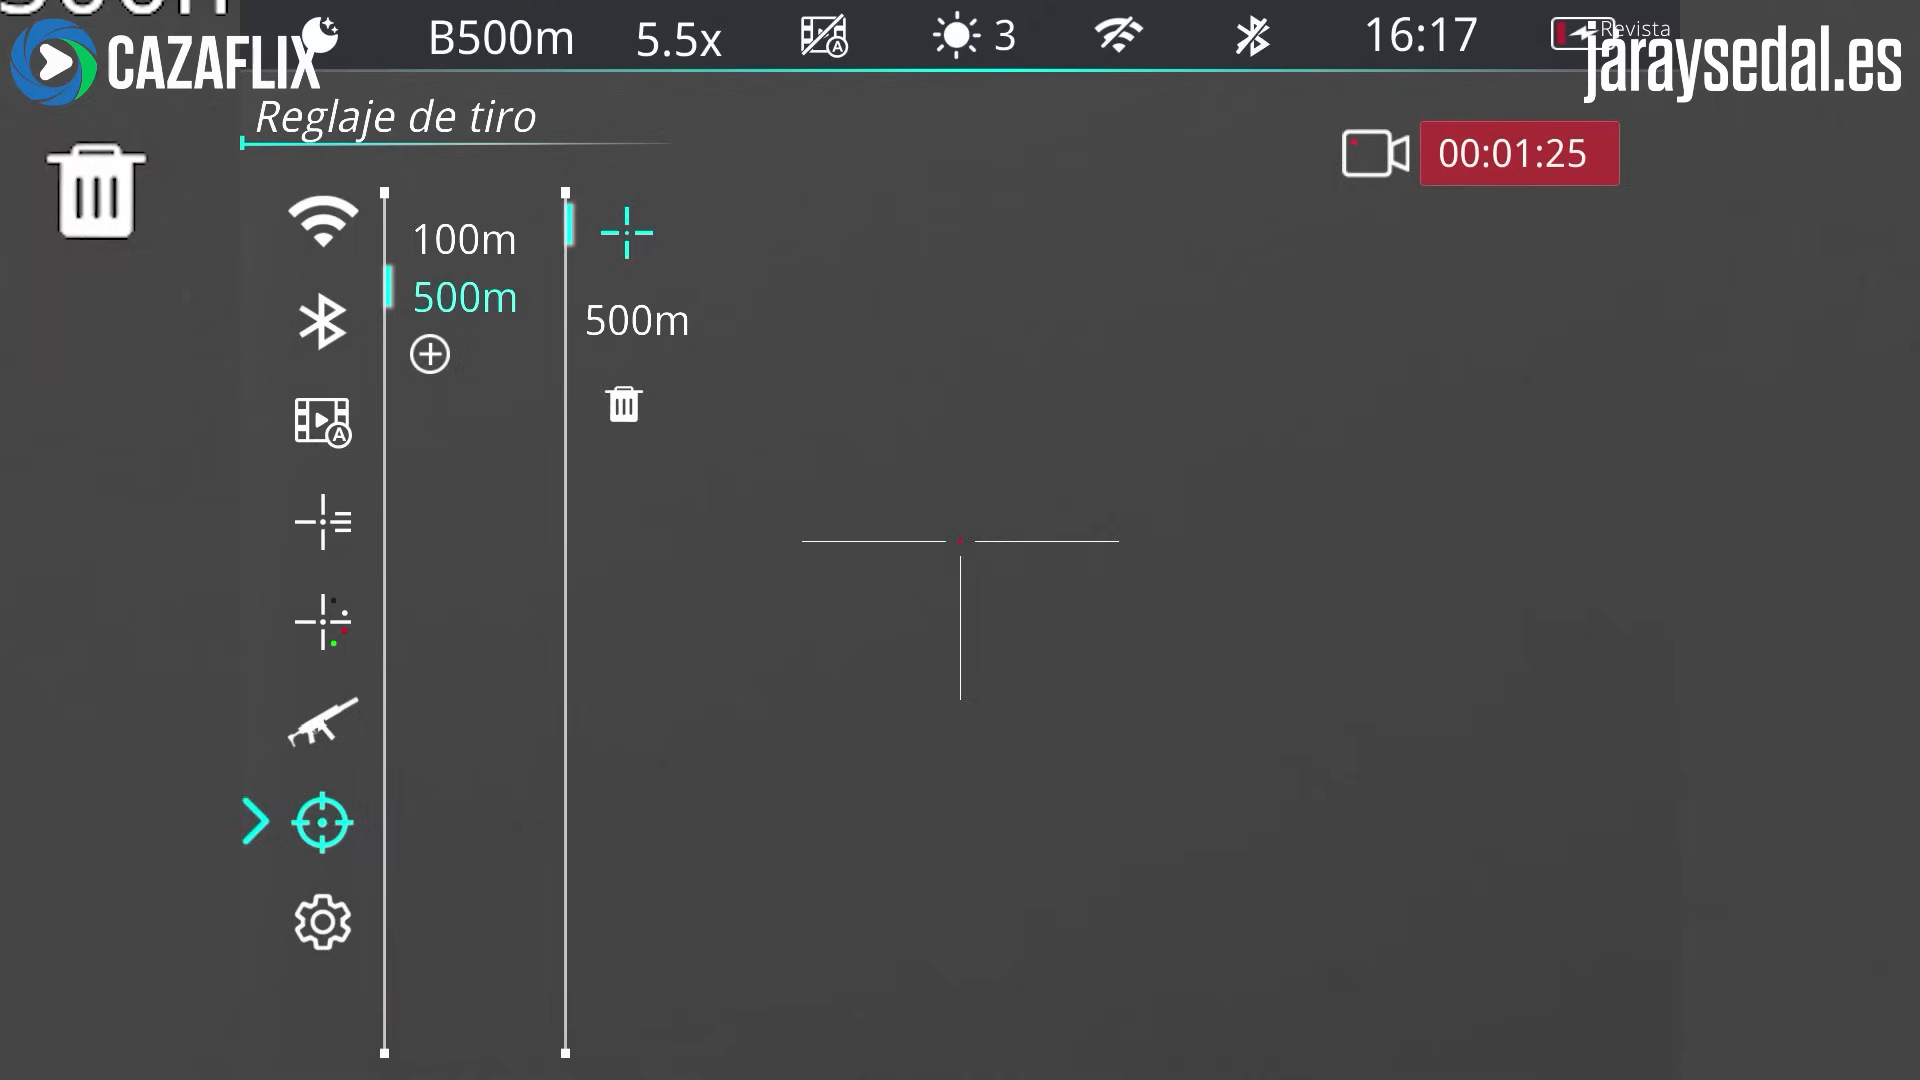 CAZAFLIX
B500m 5.5x A 3 16:17
Revista
jaraysedal.es
Reglaje de tiro
00:01:25
100m
500m
500m
A